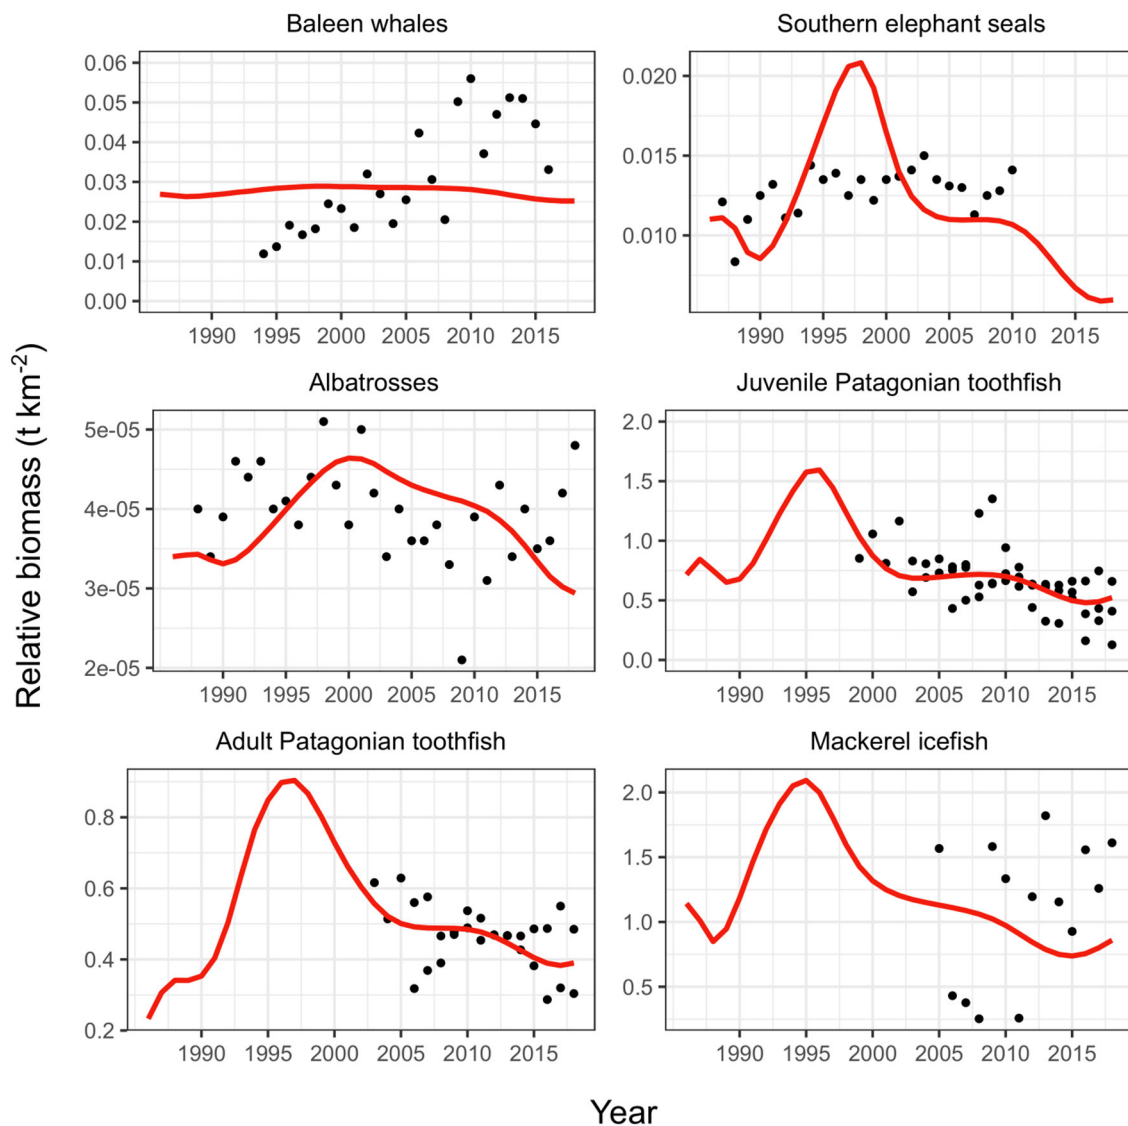 Baleen whales
0.06
0.05
0.04
0.03
0.02
0.01
0.00
1990 1995 2000 2005 2010 2015
Southern elephant seals
0.020
0.015
0.010
1990 1995 2000 2005 2010 2015
Relative biomass (t km⁻²)
Albatrosses
5e-05
4e-05
3e-05
2e-05
1990 1995 2000 2005 2010 2015
Juvenile Patagonian toothfish
2.0
1.5
1.0
0.5
0.0
1990 1995 2000 2005 2010 2015
Adult Patagonian toothfish
0.8
0.6
0.4
0.2
1990 1995 2000 2005 2010 2015
Mackerel icefish
2.0
1.5
1.0
0.5
1990 1995 2000 2005 2010 2015
Year